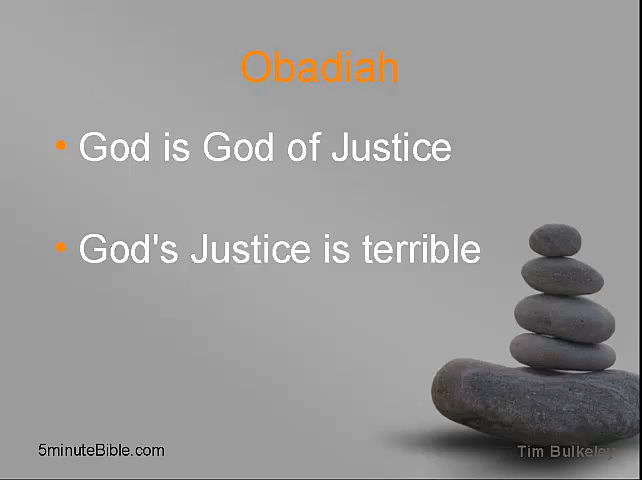 Obadiah
• God is God of Justice
• God's Justice is terrible
5minuteBible.com
Tim Bulkeley